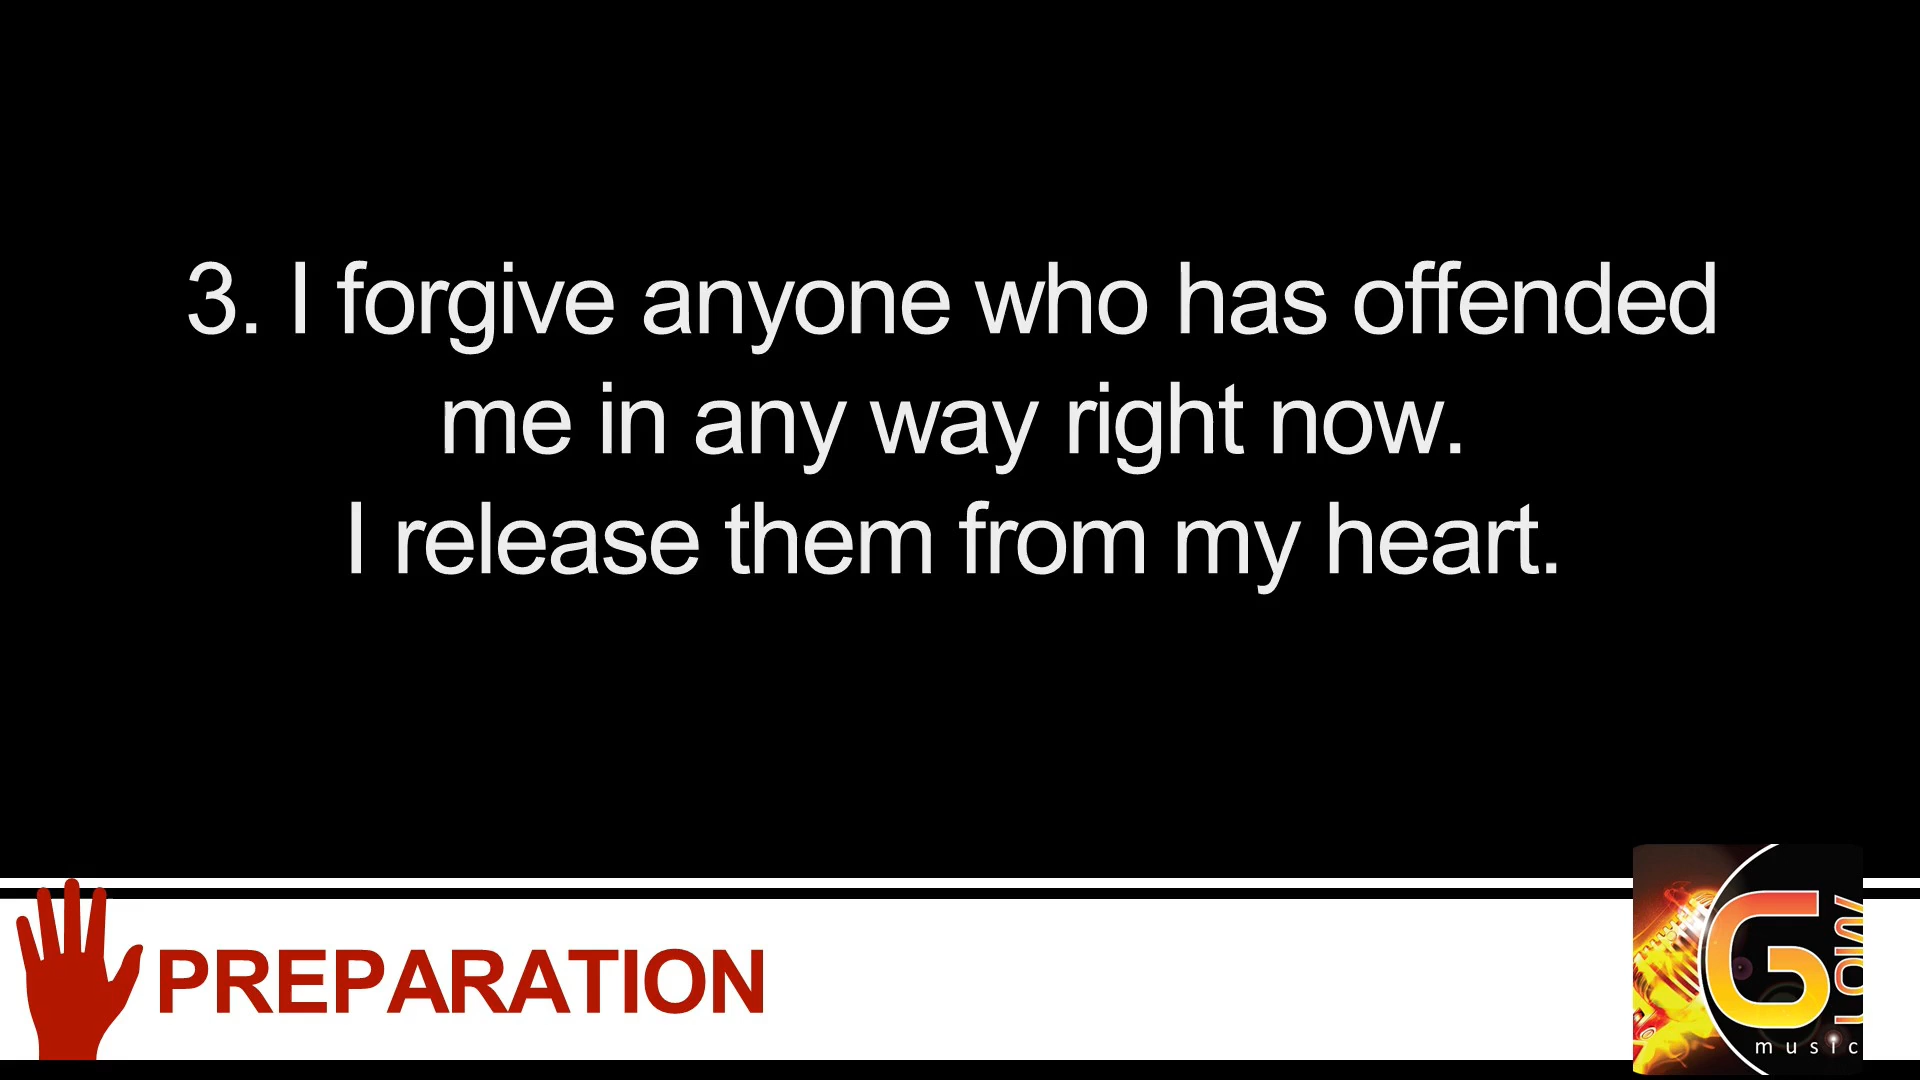 3. I forgive anyone who has offended
me in any way right now.
I release them from my heart.
PREPARATION
Glow
music